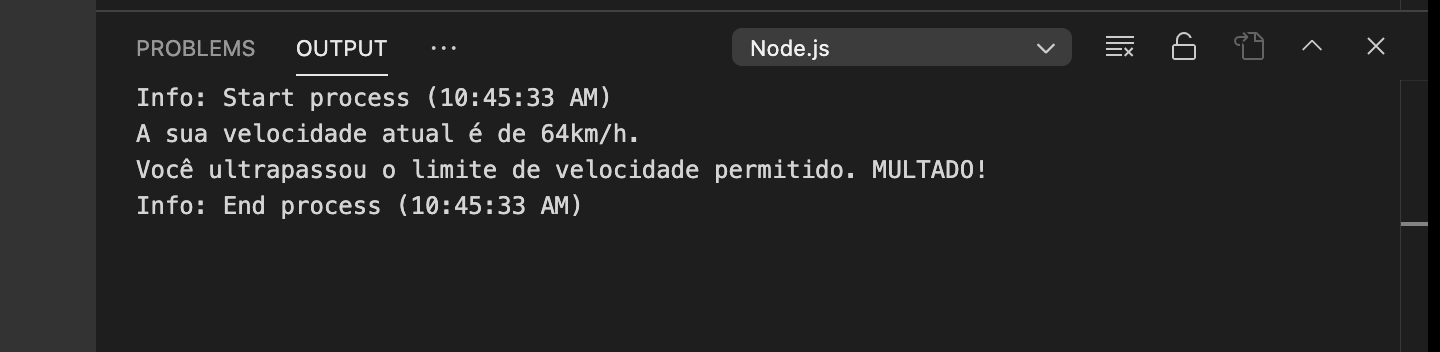 PROBLEMS OUTPUT ··· Node.js
Info: Start process (10:45:33 AM)
A sua velocidade atual é de 64km/h.
Você ultrapassou o limite de velocidade permitido. MULTADO!
Info: End process (10:45:33 AM)